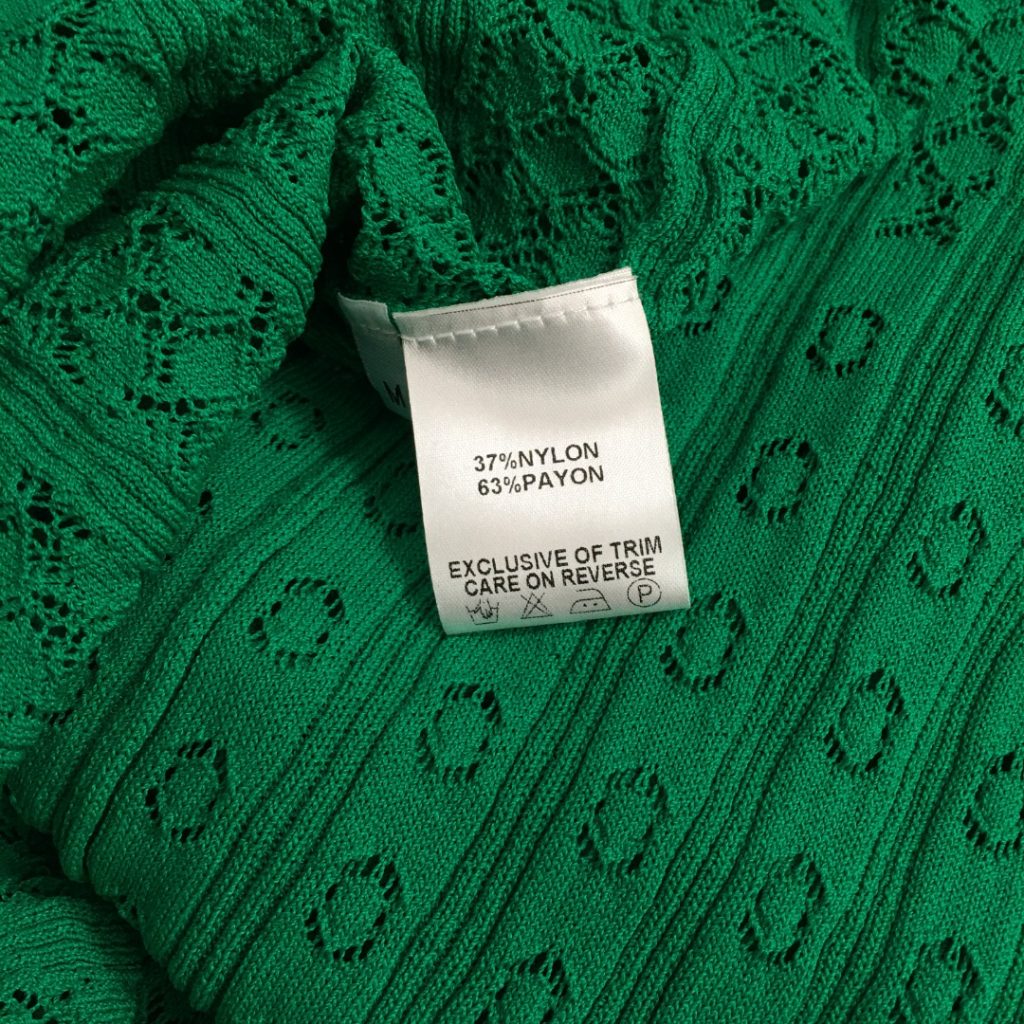 M
37%NYLON
63%PAYON
EXCLUSIVE OF TRIM
CARE ON REVERSE
P